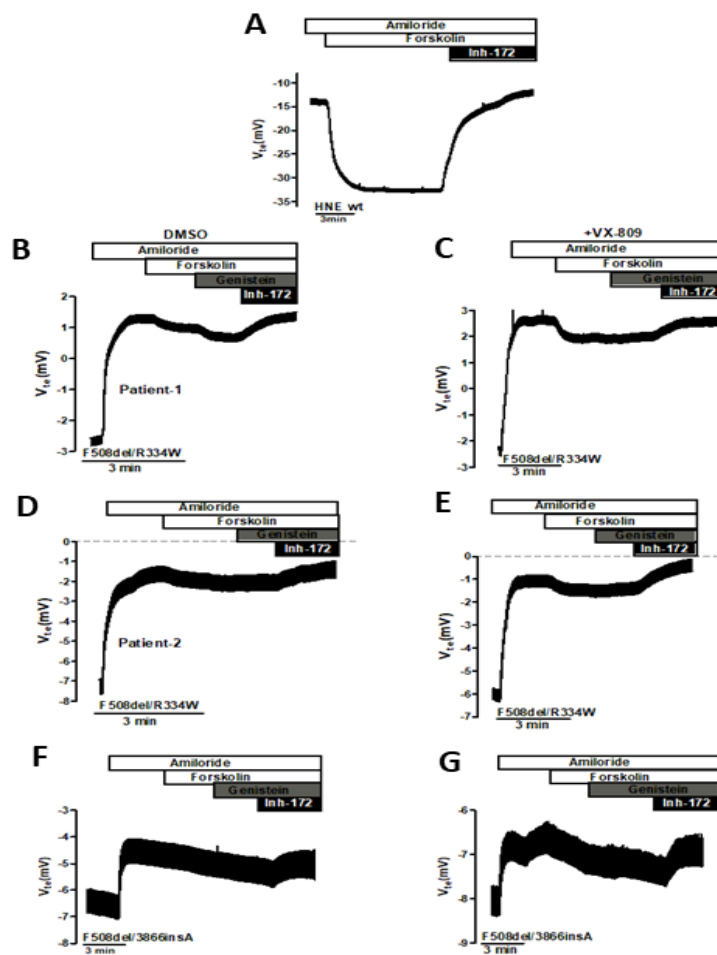 A
Amiloride
Forskolin
Inh-172
-10
-15
-20
-25
-30
-35
Vte(mV)
HNE wt
3min
B
DMSO
Amiloride
Forskolin
Genistein
Inh-172
2
1
0
-1
-2
-3
Vte(mV)
Patient-1
F508del/R334W
3 min
C
+VX-809
Amiloride
Forskolin
Genistein
Inh-172
3
2
1
0
1
2
3
Vte(mV)
F508del/R334W
3 min
D
Amiloride
Forskolin
Genistein
Inh-172
0
-1
-2
-3
-4
-5
-6
-7
-8
Vte(mV)
Patient-2
F508del/R334W
3 min
E
Amiloride
Forskolin
Genistein
Inh-172
0
-1
-2
-3
-4
-5
-6
-7
Vte(mV)
F508del/R334W
3 min
F
Amiloride
Forskolin
Genistein
Inh-172
-3
-4
-5
-6
-7
-8
Vte(mV)
F508del/3866insA
3 min
G
Amiloride
Forskolin
Genistein
Inh-172
-6
-7
-8
-9
Vte(mV)
F508del/3866insA
3 min